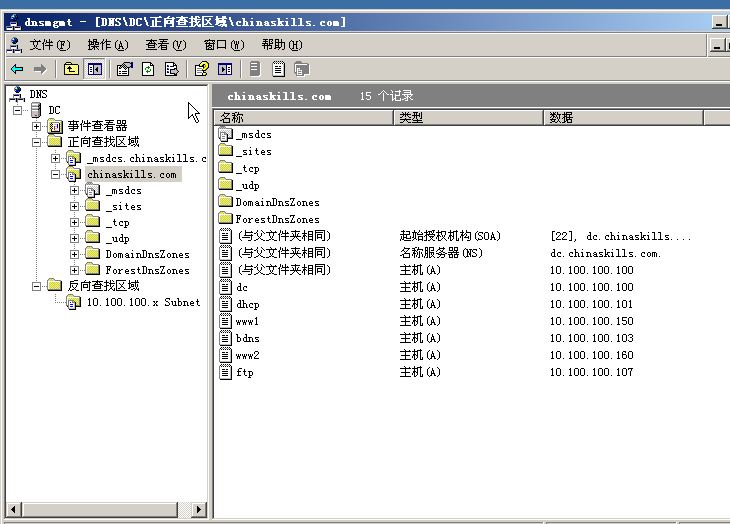 dnsmgmt - [DNS\DC\正向查找区域\chinaskills.com]
文件(F) 操作(A) 查看(V) 窗口(W) 帮助(H)
DNS
DC
事件查看器
正向查找区域
_msdcs.chinaskills.c
chinaskills.com
_msdcs
_sites
_tcp
_udp
DomainDnsZones
ForestDnsZones
反向查找区域
10.100.100.x Subnet
chinaskills.com 15 个记录
名称 类型 数据
_msdcs
_sites
_tcp
_udp
DomainDnsZones
ForestDnsZones
(与父文件夹相同) 起始授权机构(SOA) [22], dc.chinaskills....
(与父文件夹相同) 名称服务器(NS) dc.chinaskills.com.
(与父文件夹相同) 主机(A) 10.100.100.100
dc 主机(A) 10.100.100.100
dhcp 主机(A) 10.100.100.101
www1 主机(A) 10.100.100.150
bdns 主机(A) 10.100.100.103
www2 主机(A) 10.100.100.160
ftp 主机(A) 10.100.100.107